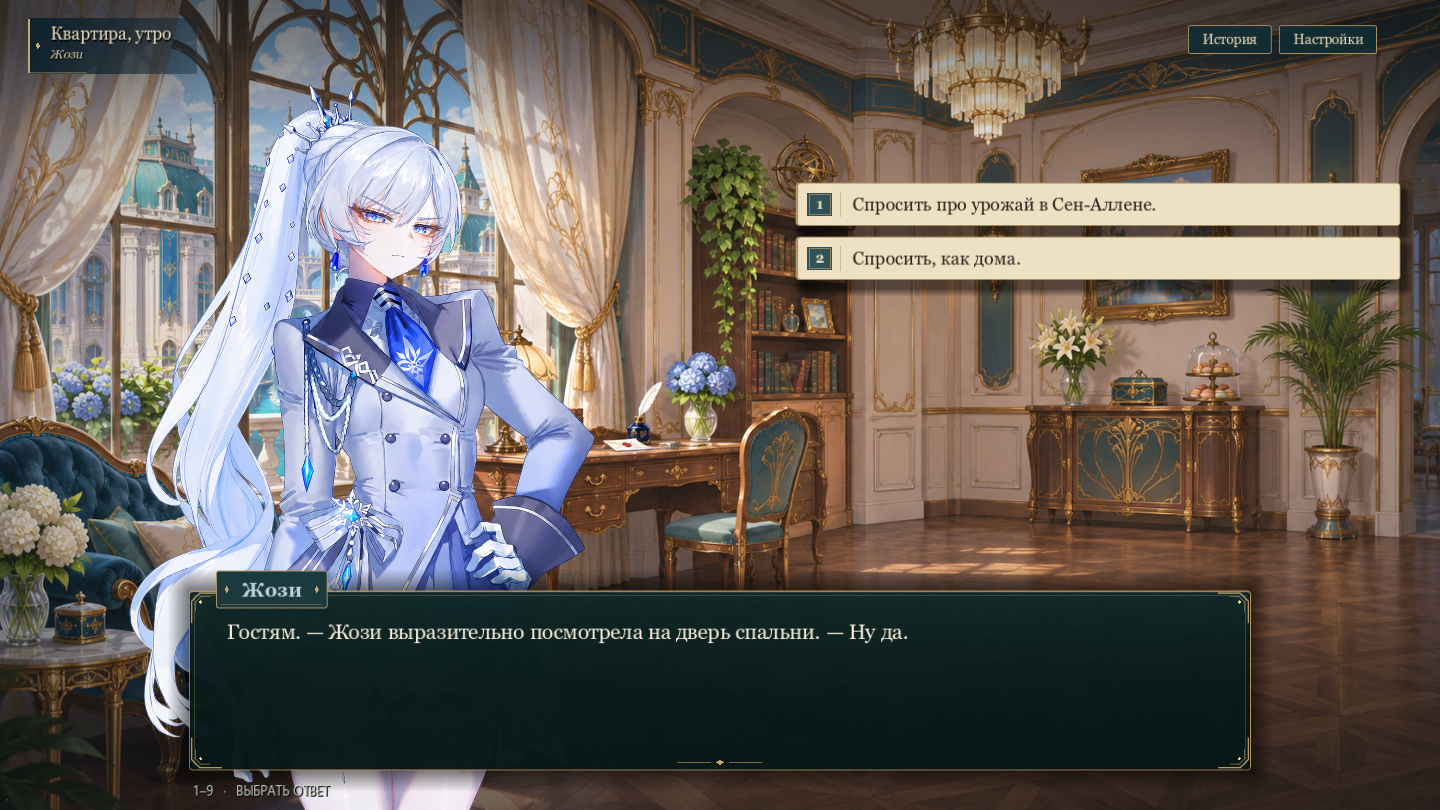 Квартира, утро
Жози
История
Настройки
1 Спросить про урожай в Сен-Аллене.
2 Спросить, как дома.
Жози
Гостям. — Жози выразительно посмотрела на дверь спальни. — Ну да.
1–9 · ВЫБРАТЬ ОТВЕТ